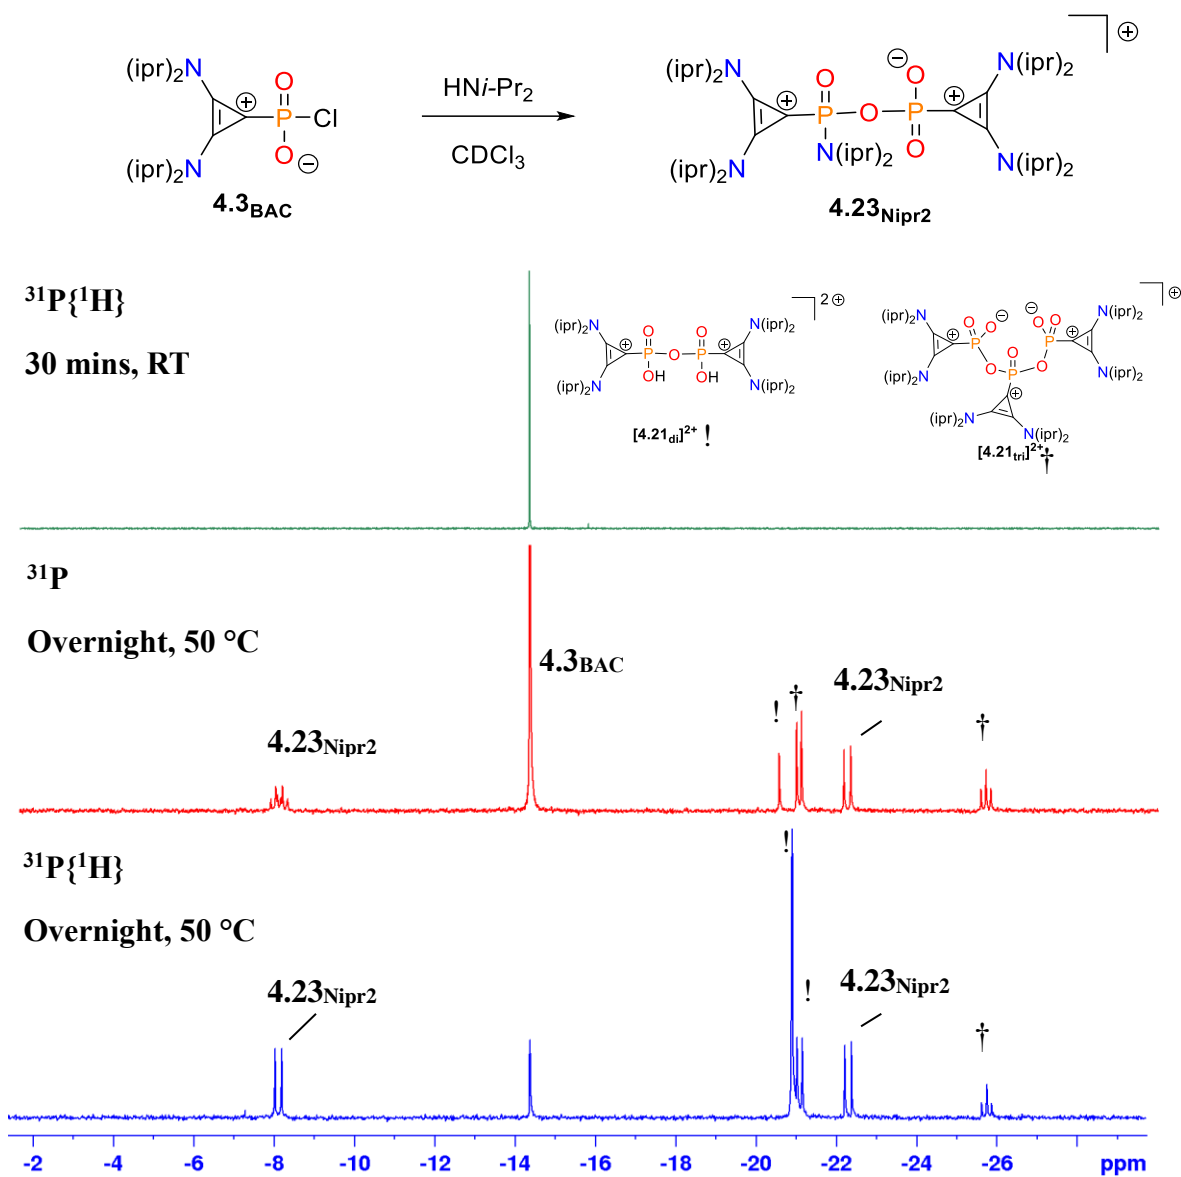 (ipr)2N
(ipr)2N
O
P
Cl
O
4.3BAC
HNi-Pr2
CDCl3
(ipr)2N
(ipr)2N
O
P
N(ipr)2
O
O
P
O
N(ipr)2
N(ipr)2
4.23Nipr2
31P{1H}
30 mins, RT
(ipr)2N
(ipr)2N
O
P
OH
O
O
P
OH
N(ipr)2
N(ipr)2
2
[4.21di]2+ !
(ipr)2N
(ipr)2N
O
O
P
O
O
P
O
O
O
P
N(ipr)2
N(ipr)2
(ipr)2N
N(ipr)2
[4.21tri]2+ †
31P
Overnight, 50 °C
4.3BAC
4.23Nipr2
!
†
4.23Nipr2
†
31P{1H}
Overnight, 50 °C
4.23Nipr2
!
!
4.23Nipr2
†
-2 -4 -6 -8 -10 -12 -14 -16 -18 -20 -22 -24 -26 ppm